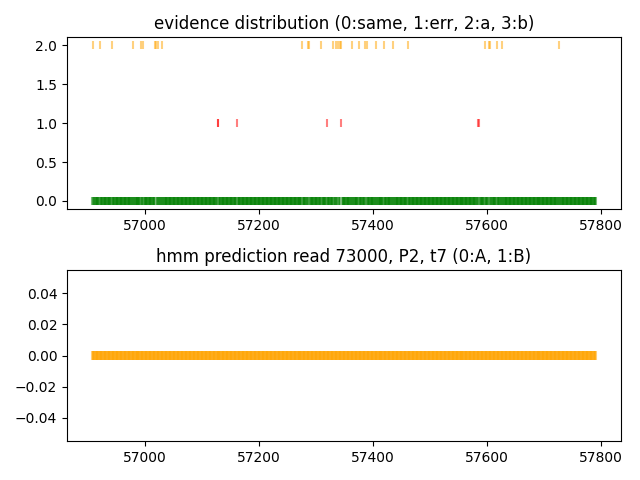 evidence distribution (0:same, 1:err, 2:a, 3:b)
2.0
1.5
1.0
0.5
0.0
57000 57200 57400 57600 57800
hmm prediction read 73000, P2, t7 (0:A, 1:B)
0.04
0.02
0.00
−0.02
−0.04
57000 57200 57400 57600 57800